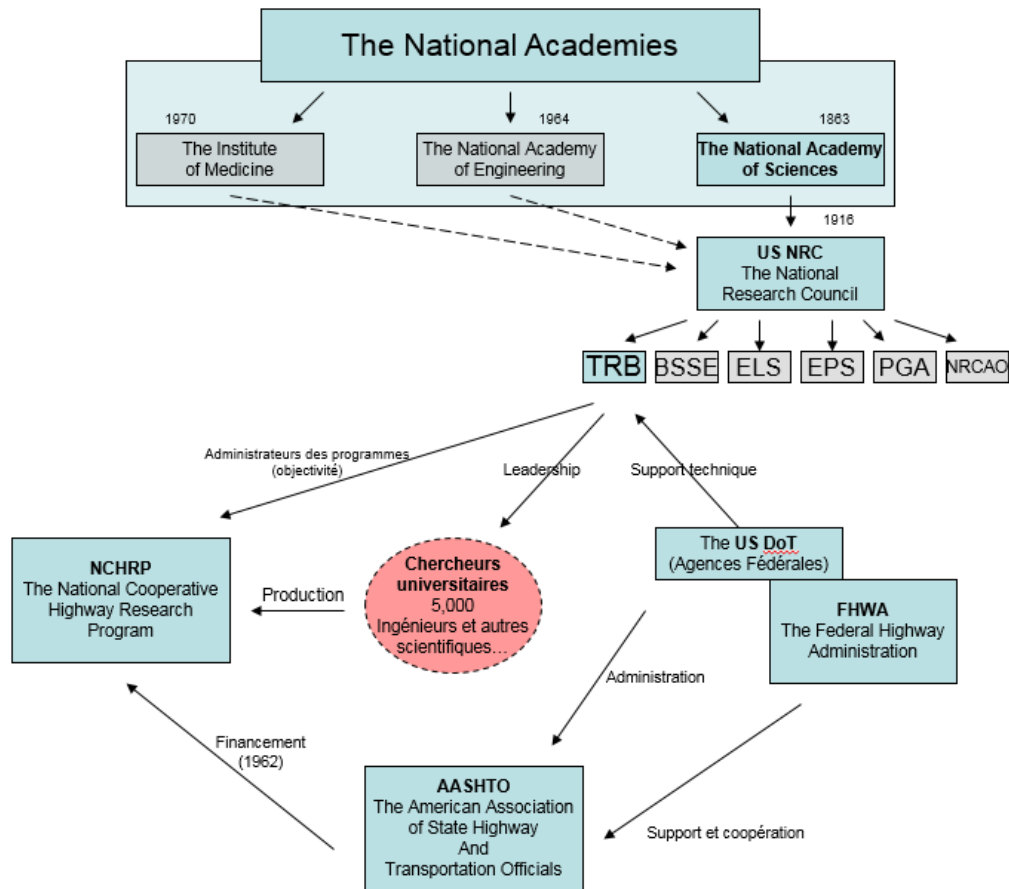 The National Academies
1970
1964
1863
The Institute
of Medicine
The National Academy
of Engineering
The National Academy
of Sciences
1916
US NRC
The National
Research Council
TRB
BSSE
ELS
EPS
PGA
NRCAO
Administrateurs des programmes
(objectivité)
Leadership
Support technique
NCHRP
The National Cooperative
Highway Research
Program
Production
Chercheurs
universitaires
5,000
Ingénieurs et autres
scientifiques...
The US DoT
(Agences Fédérales)
FHWA
The Federal Highway
Administration
Administration
Financement
(1962)
AASHTO
The American Association
of State Highway
And
Transportation Officials
Support et coopération